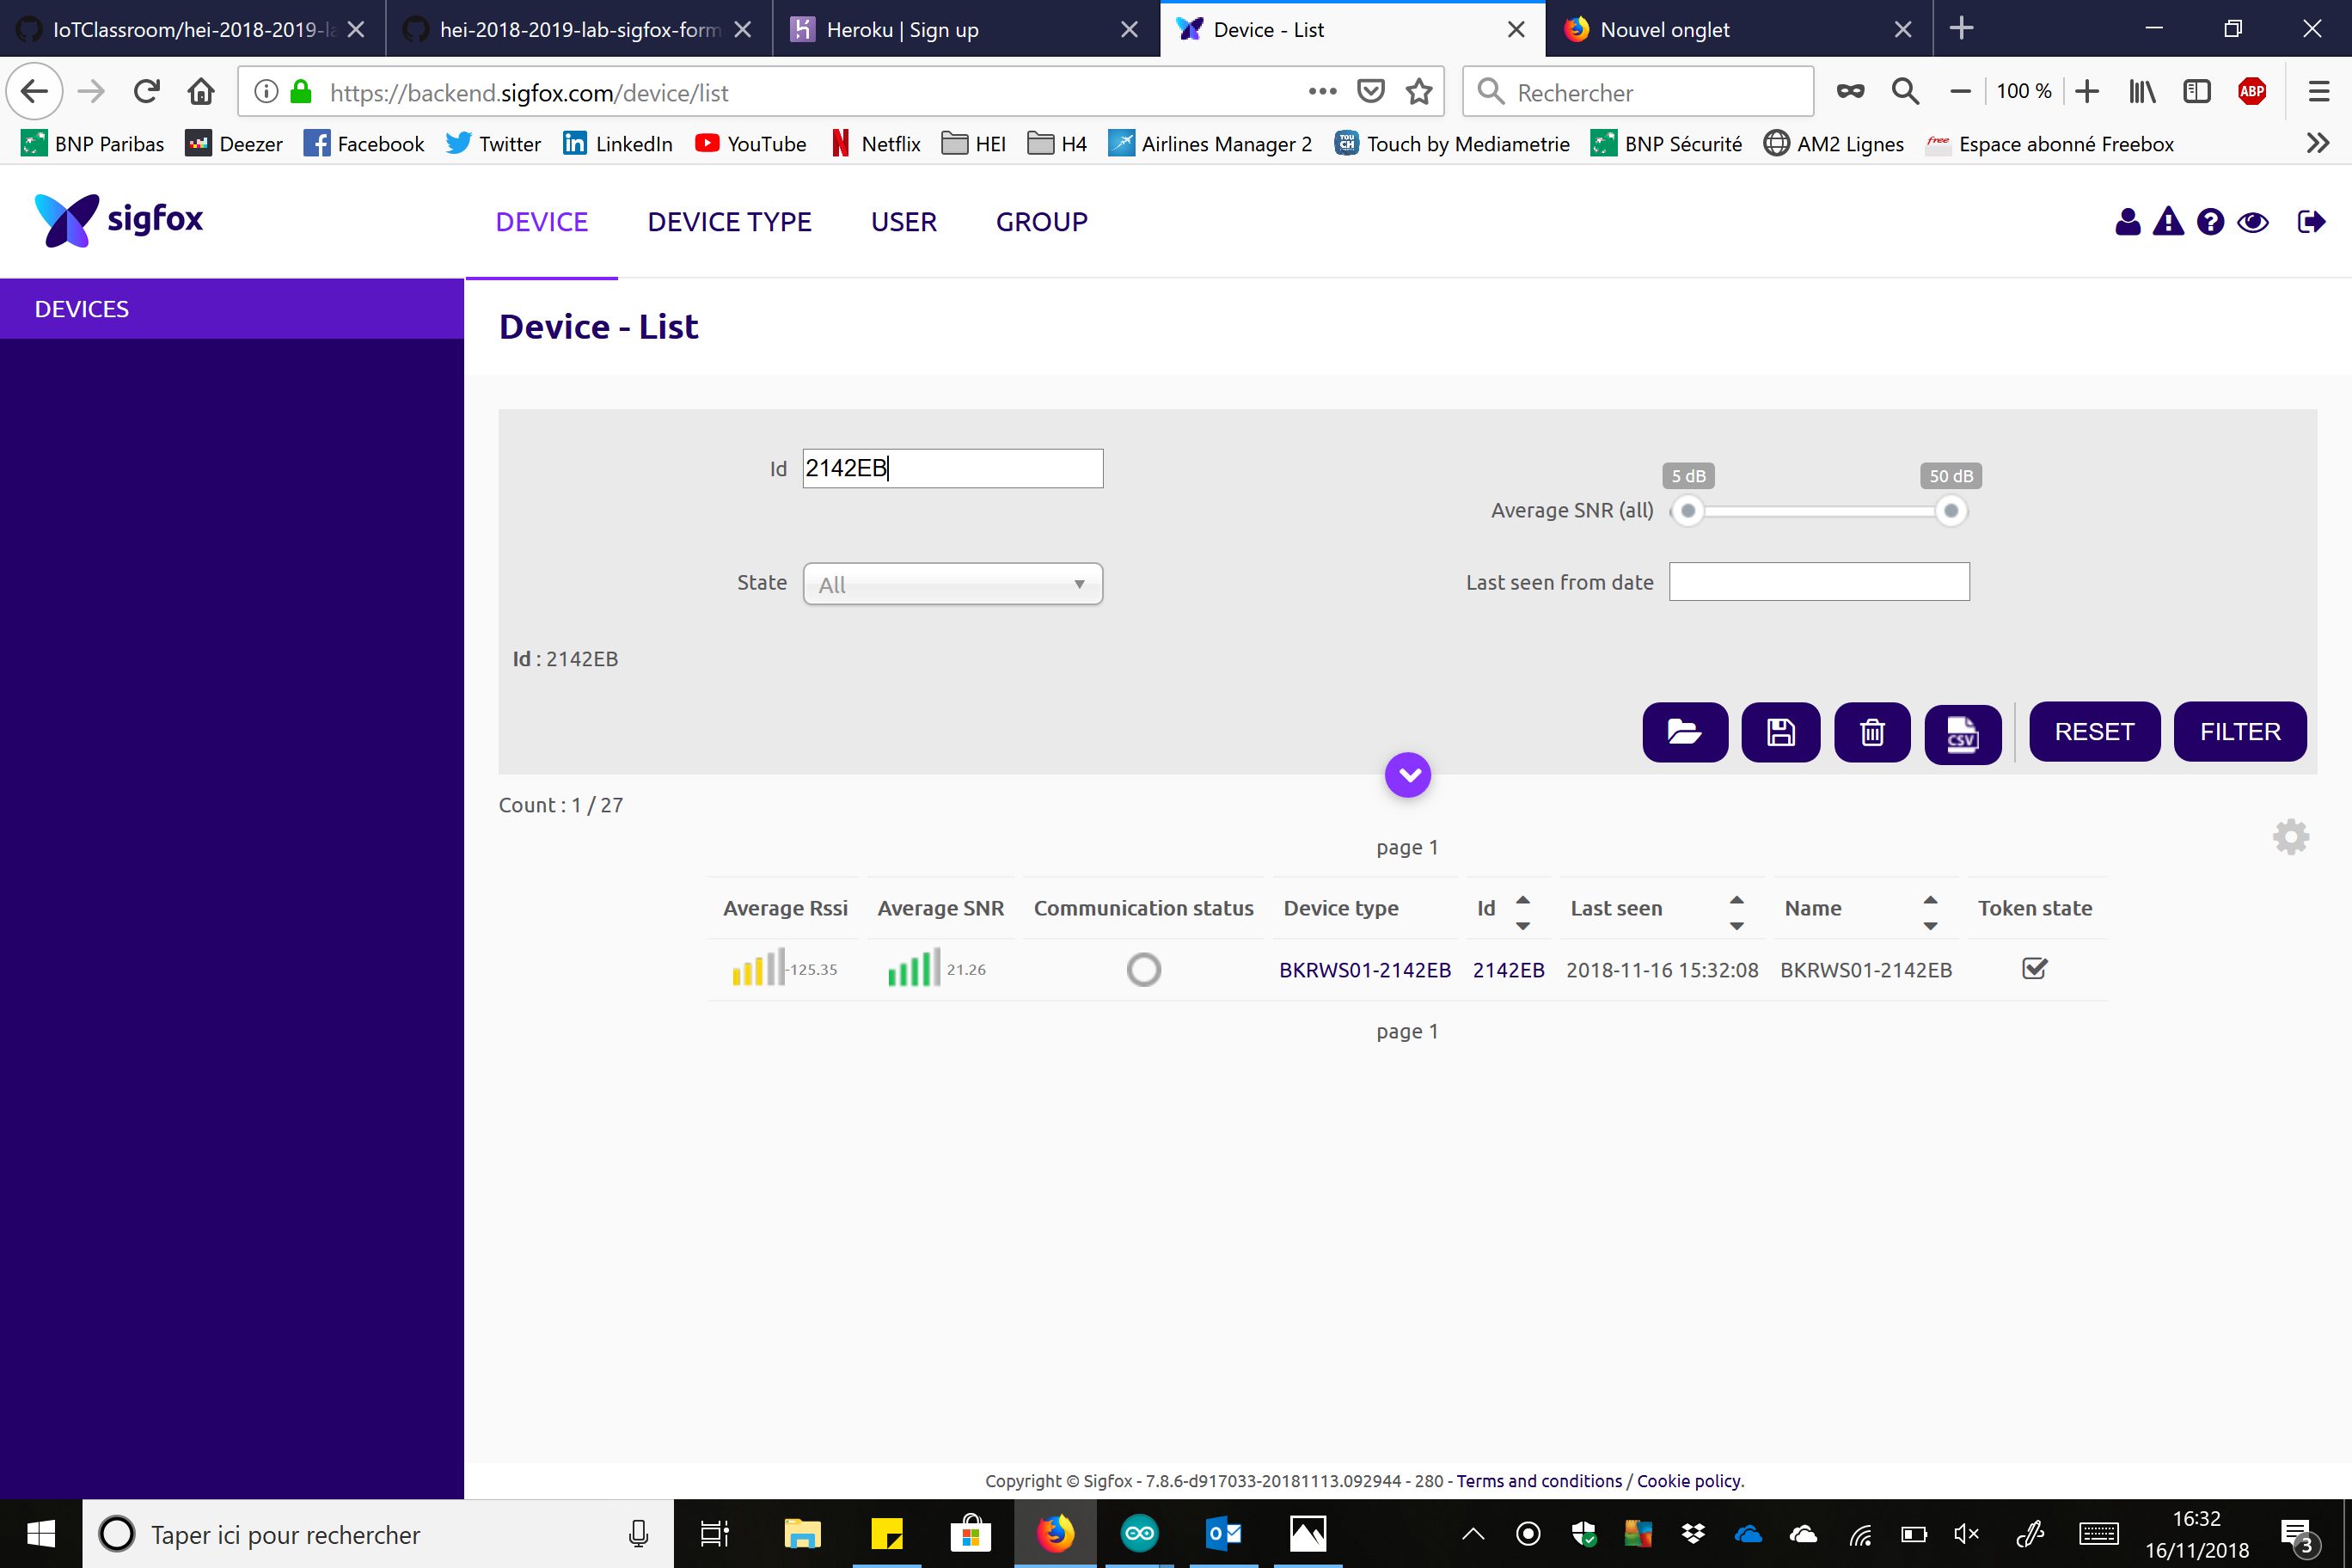 IoTClassroom/hei-2018-2019-la
hei-2018-2019-lab-sigfox-form
Heroku | Sign up
Device - List
Nouvel onglet
https://backend.sigfox.com/device/list
Rechercher
100 %
ABP
BNP Paribas
Deezer
Facebook
Twitter
LinkedIn
YouTube
Netflix
HEI
H4
Airlines Manager 2
Touch by Mediametrie
BNP Sécurité
AM2 Lignes
free Espace abonné Freebox
sigfox
DEVICE
DEVICE TYPE
USER
GROUP
DEVICES
Device - List
Id 2142EB
5 dB 50 dB
Average SNR (all)
State All
Last seen from date
Id : 2142EB
CSV
RESET
FILTER
Count : 1 / 27
page 1
Average Rssi Average SNR Communication status Device type Id Last seen Name Token state
-125.35 21.26 BKRWS01-2142EB 2142EB 2018-11-16 15:32:08 BKRWS01-2142EB
page 1
Copyright © Sigfox - 7.8.6-d917033-20181113.092944 - 280 - Terms and conditions / Cookie policy.
Taper ici pour rechercher
16:32
16/11/2018
3